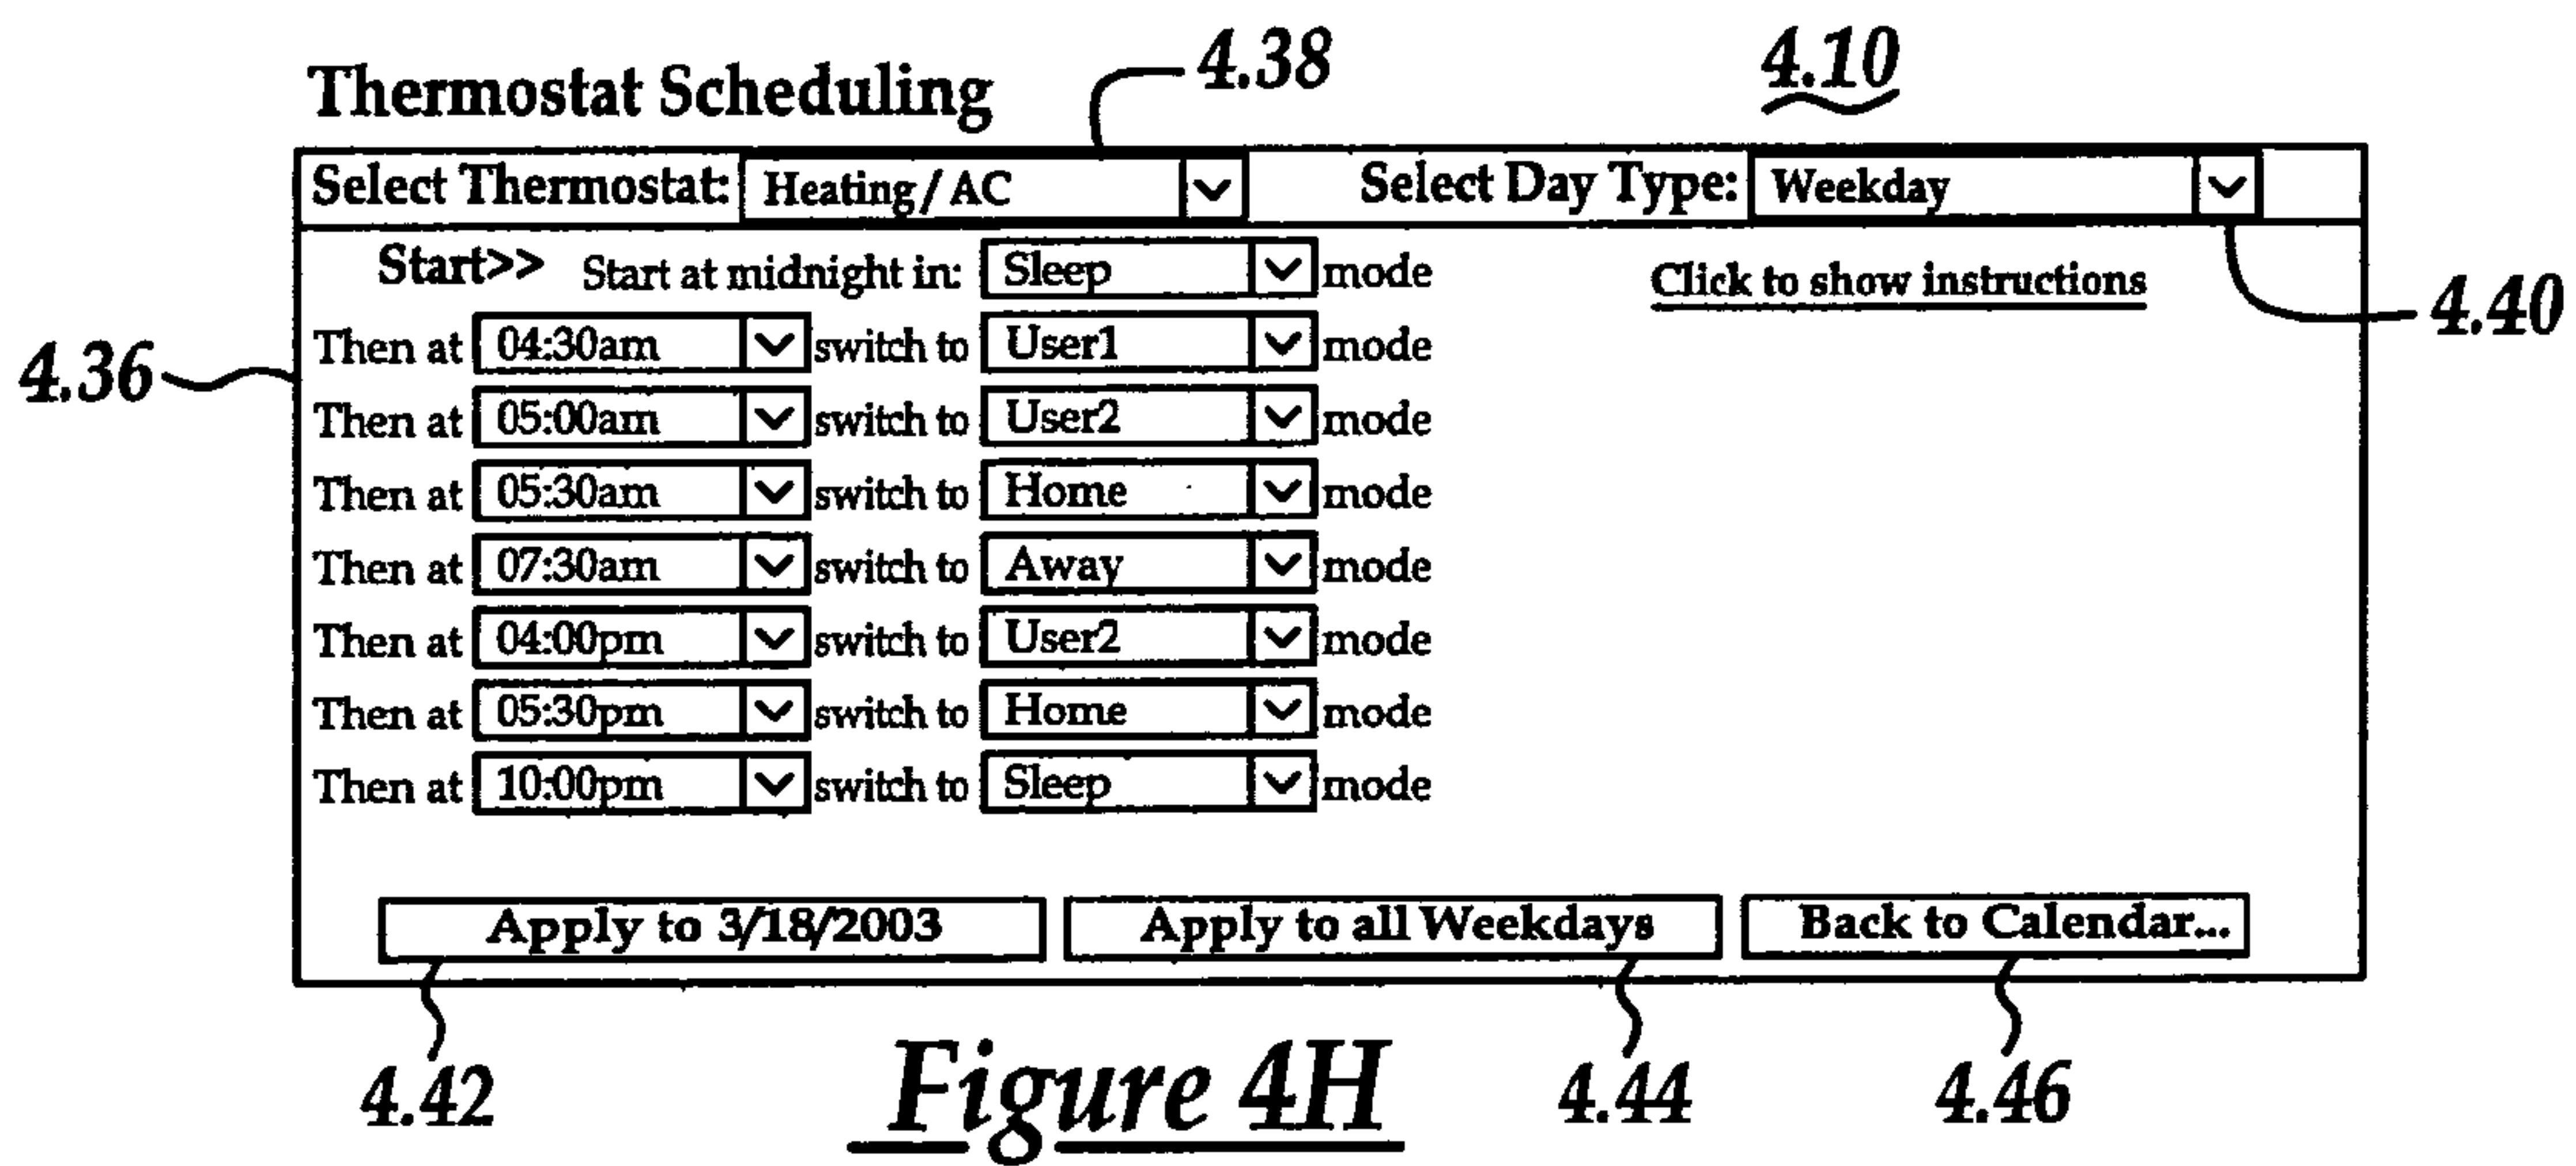 Thermostat Scheduling 4.38 4.10
Select Thermostat: Heating/AC Select Day Type: Weekday
Start>> Start at midnight in: Sleep mode Click to show instructions
4.40
Then at 04:30am switch to User1 mode
4.36
Then at 05:00am switch to User2 mode
Then at 05:30am switch to Home mode
Then at 07:30am switch to Away mode
Then at 04:00pm switch to User2 mode
Then at 05:30pm switch to Home mode
Then at 10:00pm switch to Sleep mode
Apply to 3/18/2003 Apply to all Weekdays Back to Calendar...
4.42 4.44 4.46
Figure 4H